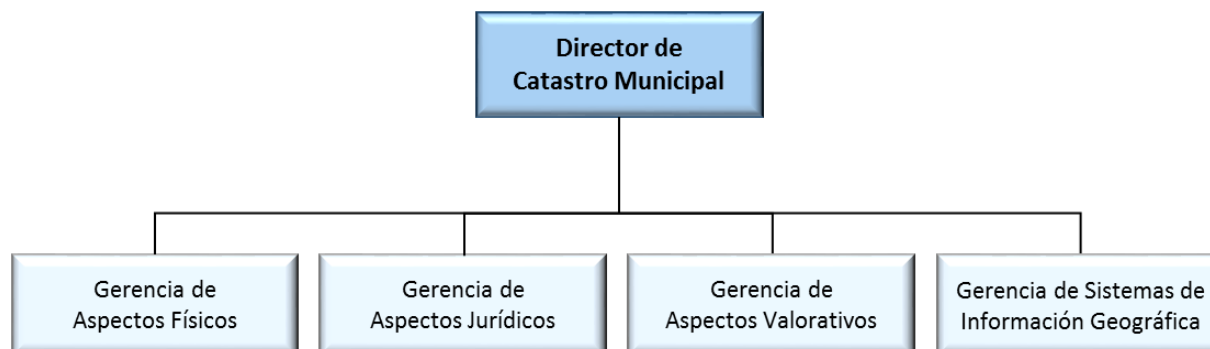 Director de
Catastro Municipal
Gerencia de
Aspectos Físicos
Gerencia de
Aspectos Jurídicos
Gerencia de
Aspectos Valorativos
Gerencia de Sistemas de
Información Geográfica